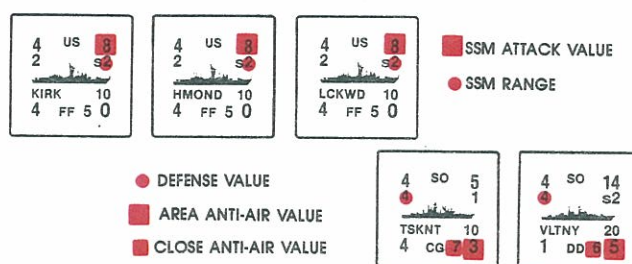 4 US 8
2 s2
KIRK 10
4 FF 5 0
4 US 8
2 s2
HMOND 10
4 FF 5 0
4 US 8
2 s2
LCKWD 10
4 FF 5 0
SSM ATTACK VALUE
SSM RANGE
DEFENSE VALUE
AREA ANTI-AIR VALUE
CLOSE ANTI-AIR VALUE
4 SO 5
4 1
TSKNT 10
4 CG 7 3
4 SO 14
4 s2
VLTNY 20
1 DD 6 5